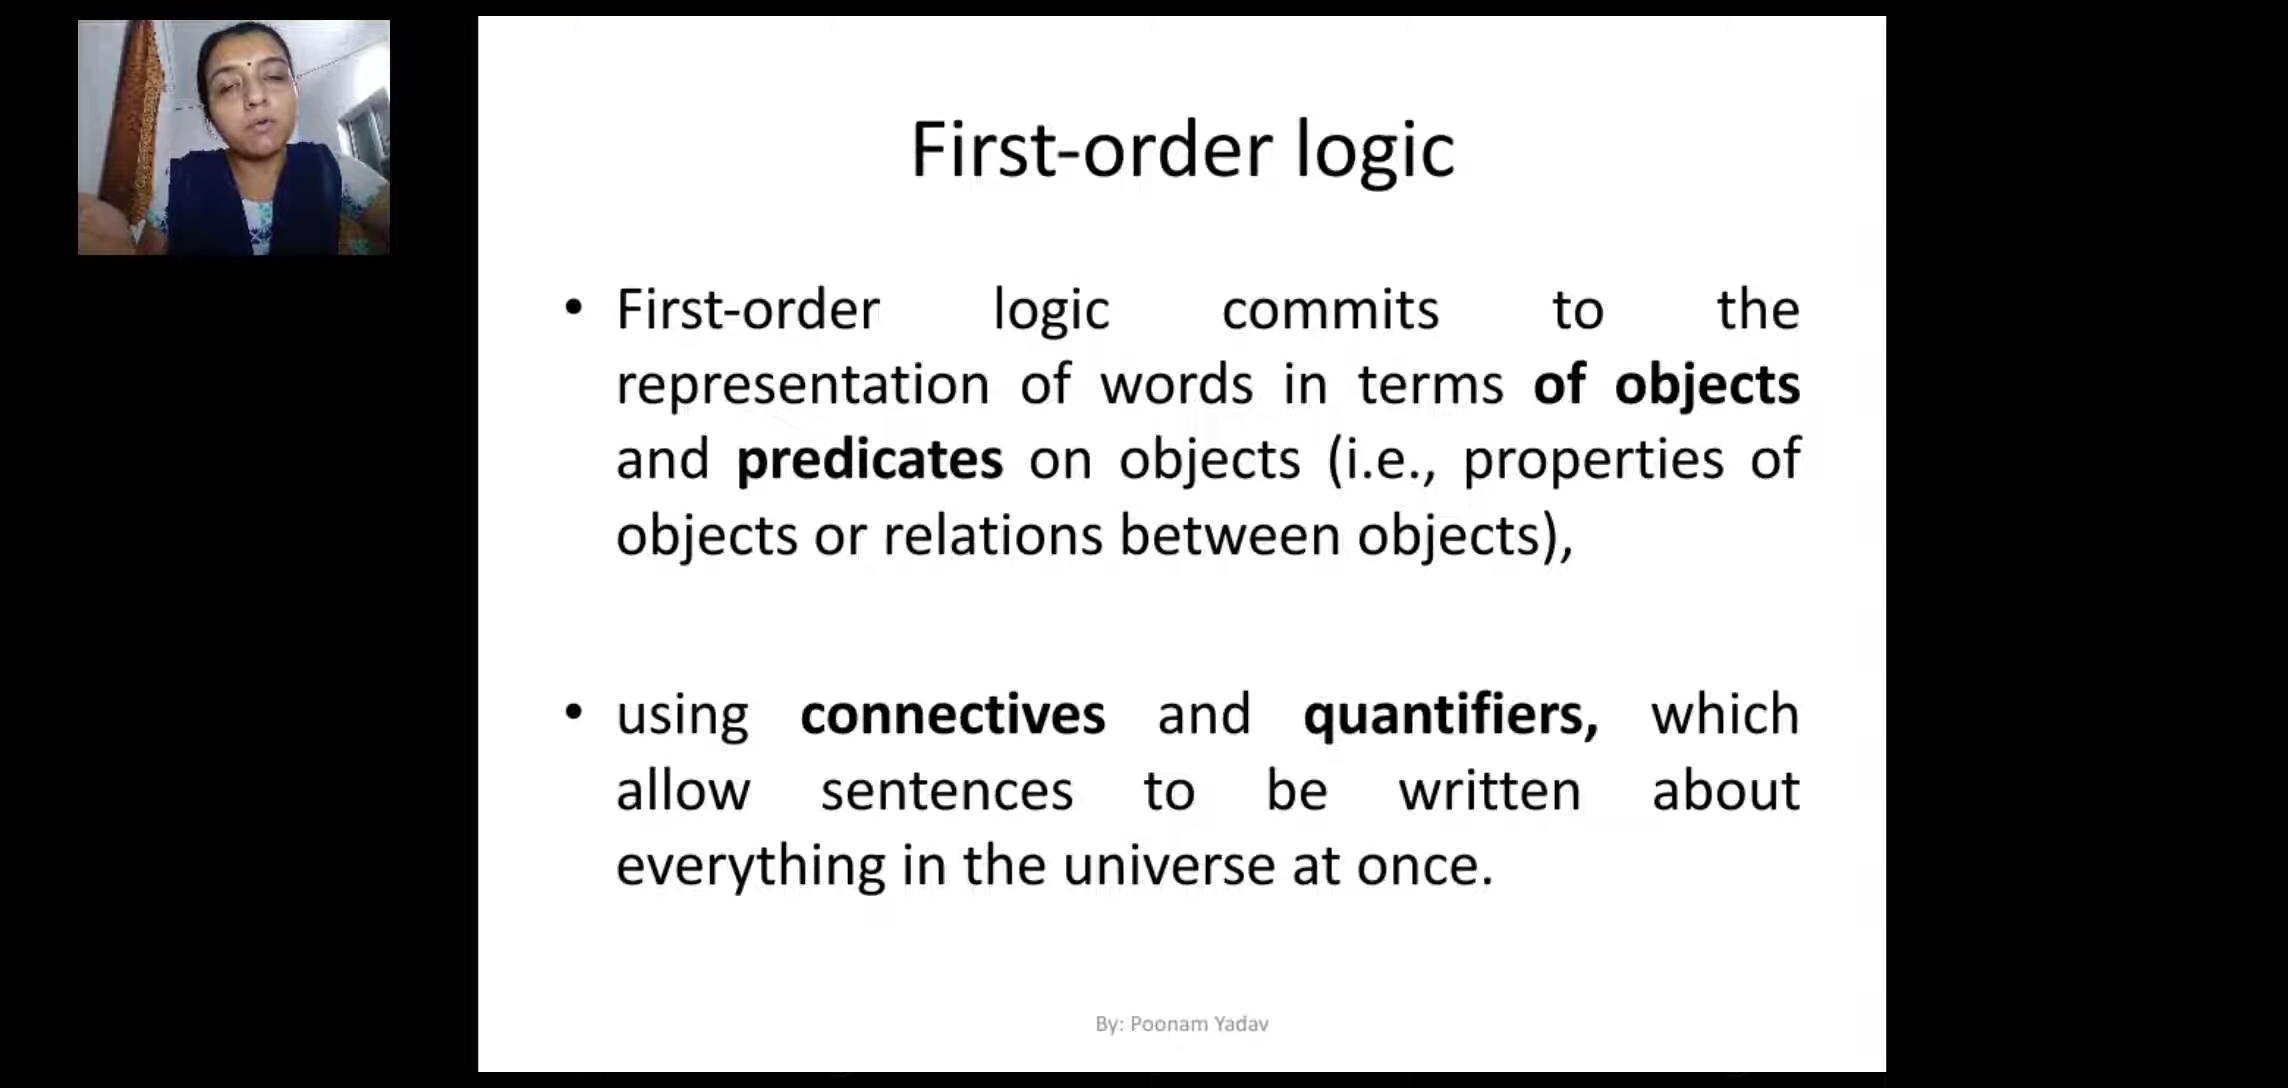 First-order logic
• First-order logic commits to the
representation of words in terms of objects
and predicates on objects (i.e., properties of
objects or relations between objects),
• using connectives and quantifiers, which
allow sentences to be written about
everything in the universe at once.
By: Poonam Yadav